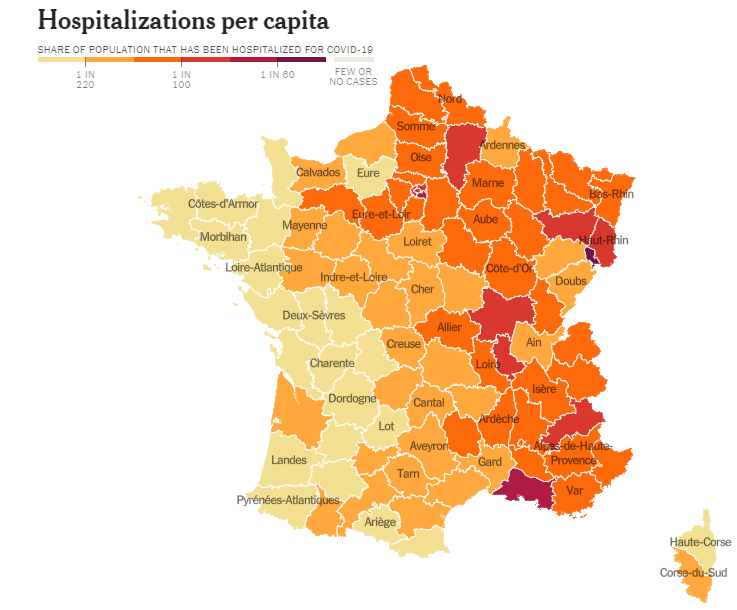 Hospitalizations per capita
SHARE OF POPULATION THAT HAS BEEN HOSPITALIZED FOR COVID-19
1 IN
220
1 IN
100
1 IN 60
FEW OR
NO CASES
Nord
Somme
Ardennes
Oise
Calvados
Eure
Marne
Bas-Rhin
Côtes-d'Armor
Eure-et-Loir
Aube
Mayenne
Morbihan
Loiret
Haut-Rhin
Loire-Atlantique
Côte-d'Or
Indre-et-Loire
Doubs
Cher
Deux-Sèvres
Allier
Creuse
Ain
Charente
Loire
Isère
Dordogne
Cantal
Ardèche
Lot
Aveyron
Alpes-de-Haute-
Provence
Landes
Gard
Tarn
Var
Pyrénées-Atlantiques
Ariège
Haute-Corse
Corse-du-Sud